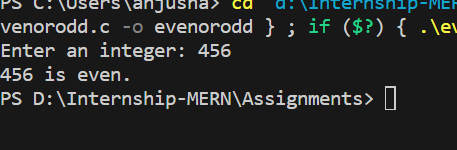 PS C:\Users\anjusha> cd "d:\Internship-MERN
venorodd.c -o evenorodd } ; if ($?) { .\ev
Enter an integer: 456
456 is even.
PS D:\Internship-MERN\Assignments>